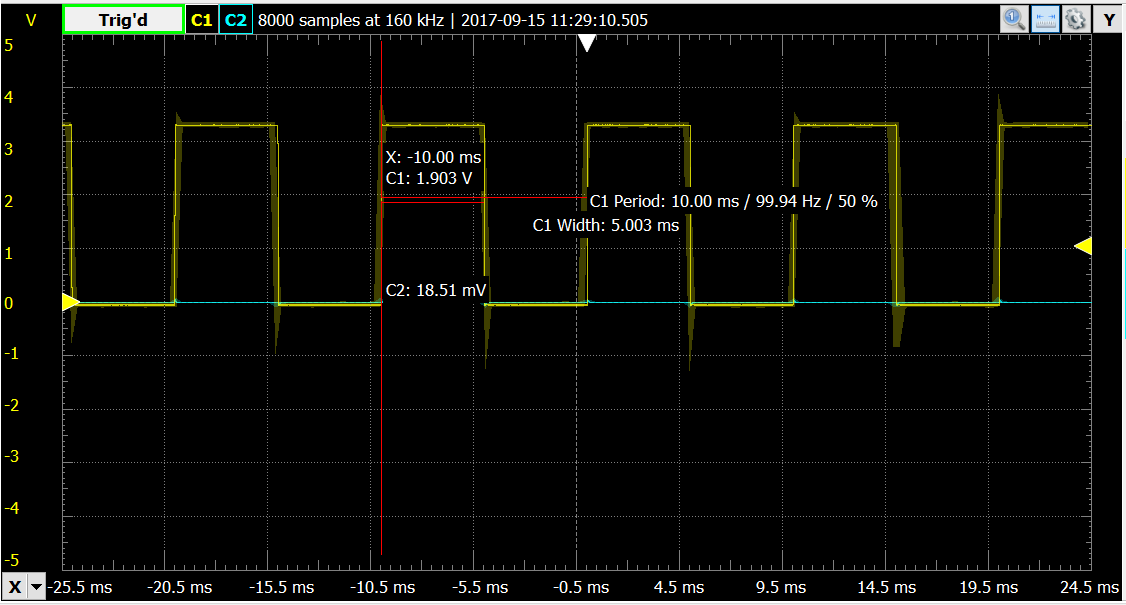 V Trig'd C1 C2 8000 samples at 160 kHz | 2017-09-15 11:29:10.505 Y
5
4
3
X: -10.00 ms
C1: 1.903 V
2
C1 Period: 10.00 ms / 99.94 Hz / 50 %
C1 Width: 5.003 ms
1
C2: 18.51 mV
0
-1
-2
-3
-4
-5
X -25.5 ms -20.5 ms -15.5 ms -10.5 ms -5.5 ms -0.5 ms 4.5 ms 9.5 ms 14.5 ms 19.5 ms 24.5 ms